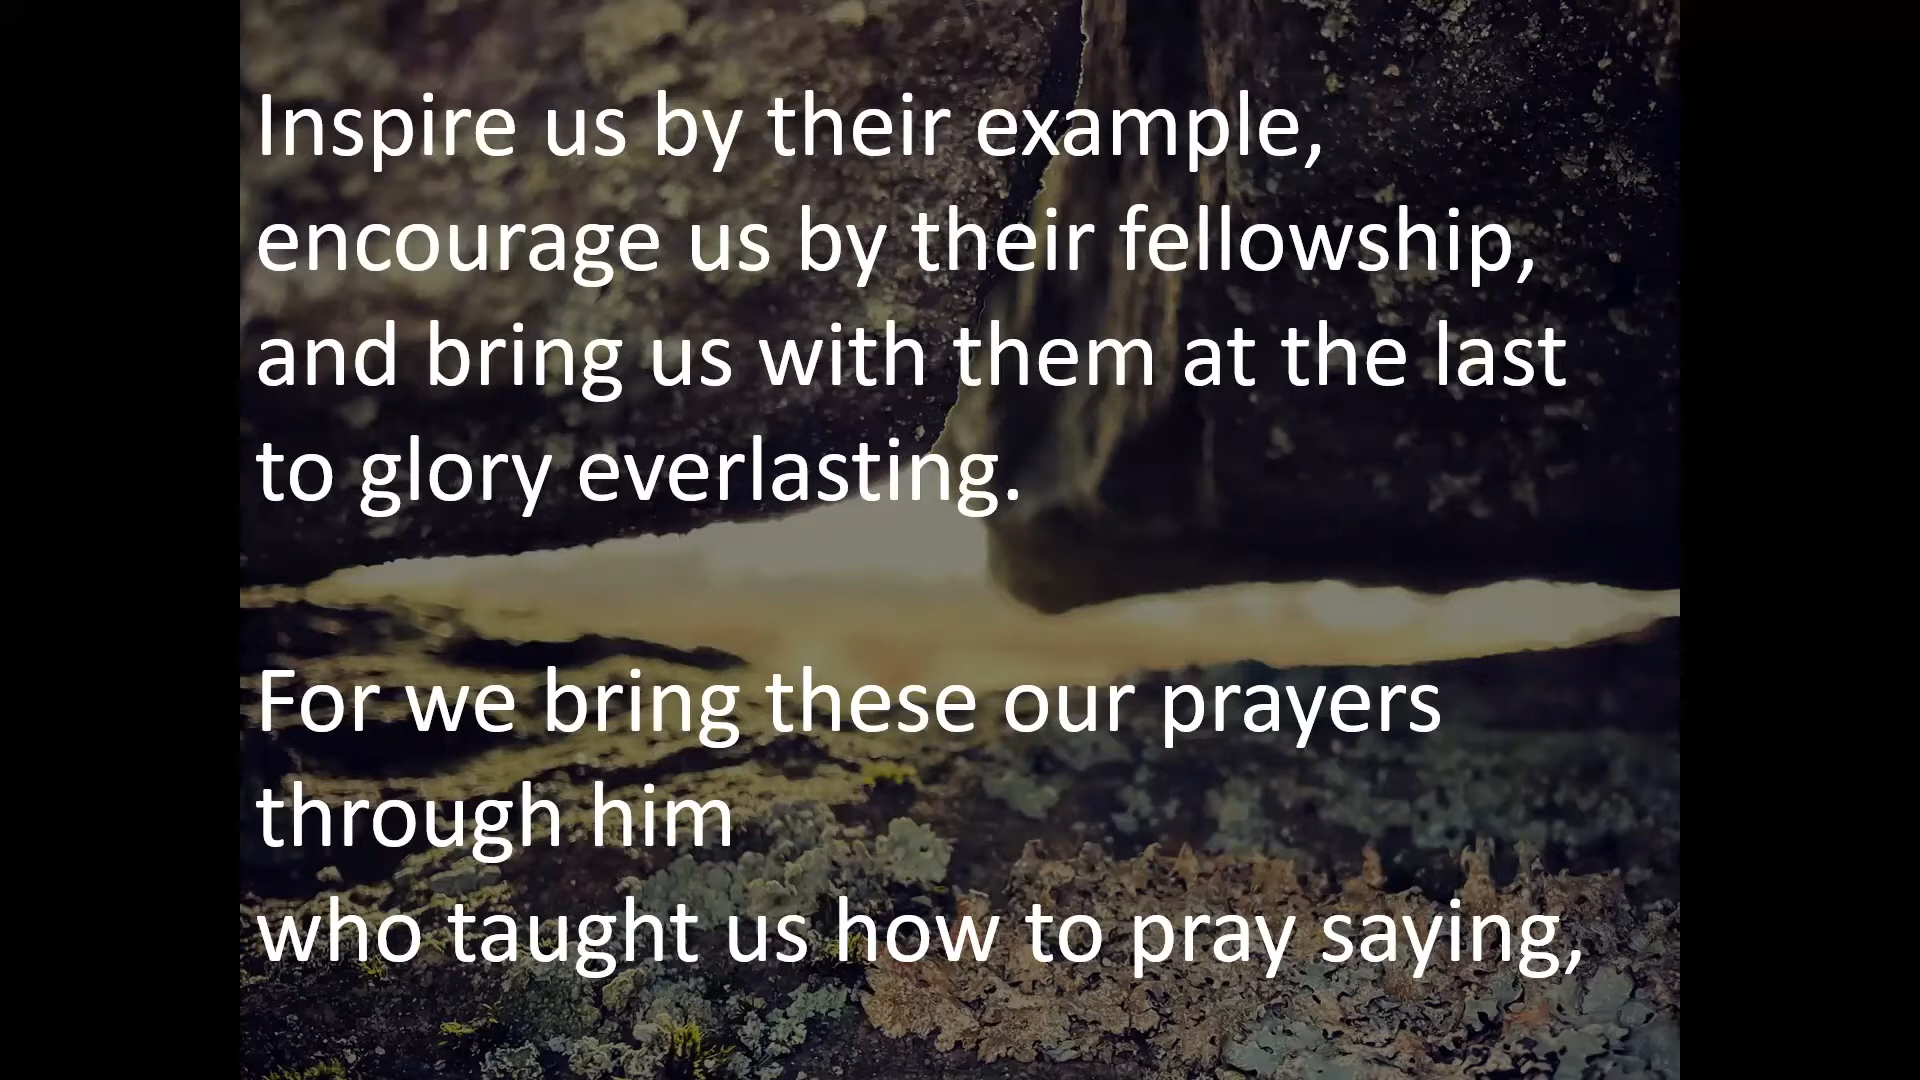 Inspire us by their example,
encourage us by their fellowship,
and bring us with them at the last
to glory everlasting.
For we bring these our prayers
through him
who taught us how to pray saying,